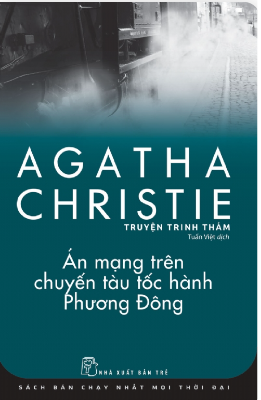 AGATHA
CHRISTIE
TRUYỆN TRINH THÁM
Tuấn Việt dịch
Án mạng trên
chuyến tàu tốc hành
Phương Đông
NHÀ XUẤT BẢN TRẺ
SÁCH BÁN CHẠY NHẤT MỌI THỜI ĐẠI